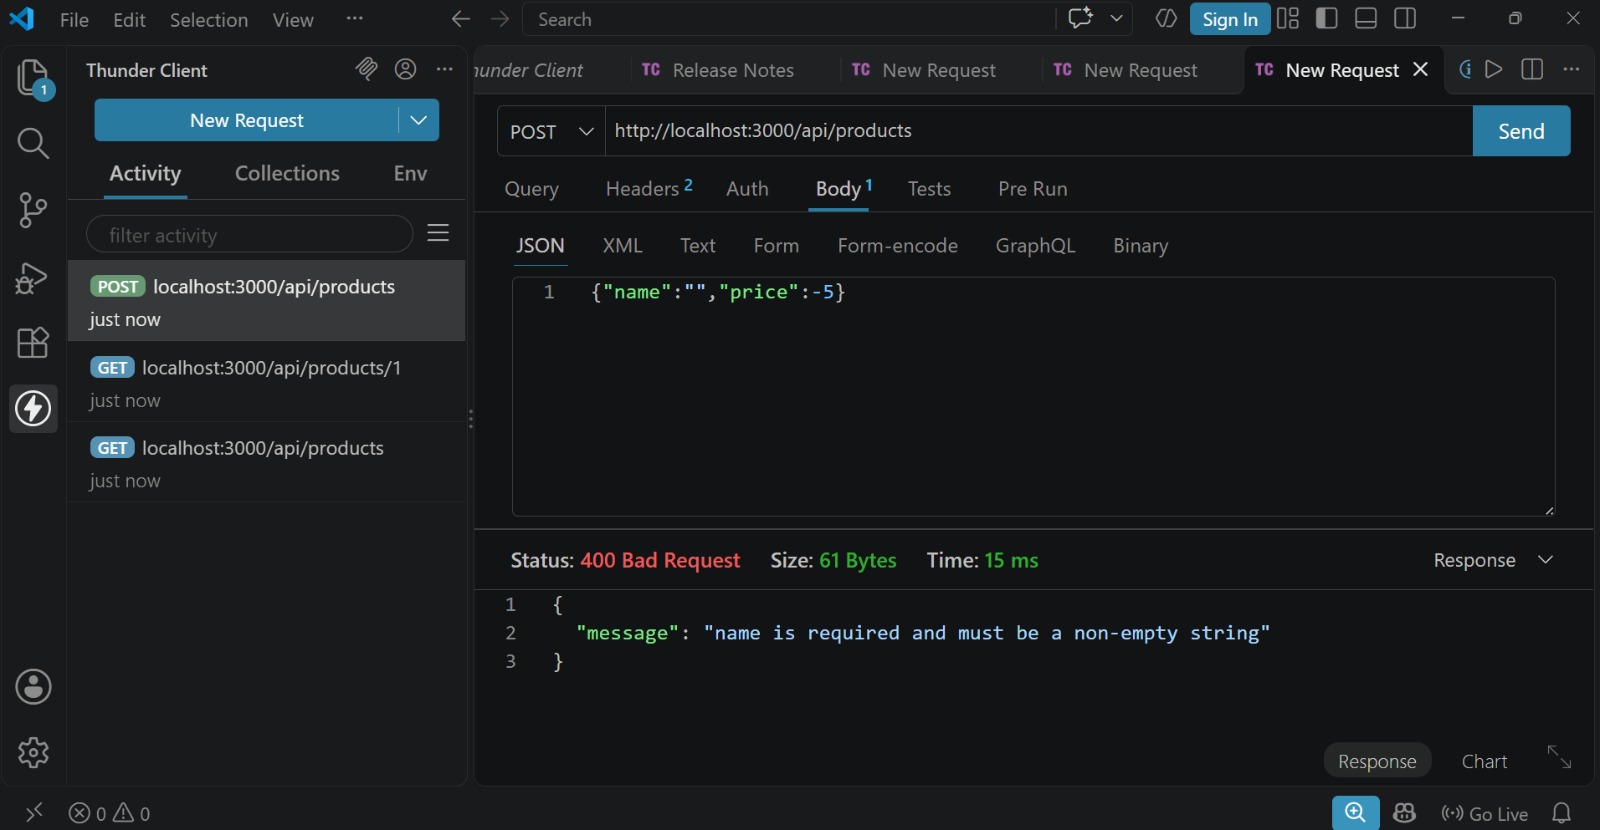 File Edit Selection View ··· Search Sign In
Thunder Client
hunder Client TC Release Notes TC New Request TC New Request TC New Request
1
New Request
POST http://localhost:3000/api/products Send
Activity Collections Env
Query Headers 2 Auth Body 1 Tests Pre Run
filter activity
JSON XML Text Form Form-encode GraphQL Binary
POST localhost:3000/api/products
just now
GET localhost:3000/api/products/1
just now
GET localhost:3000/api/products
just now
1 {"name":"","price":-5}
Status: 400 Bad Request Size: 61 Bytes Time: 15 ms Response
1 {
2 "message": "name is required and must be a non-empty string"
3 }
Response Chart
0 0 Go Live